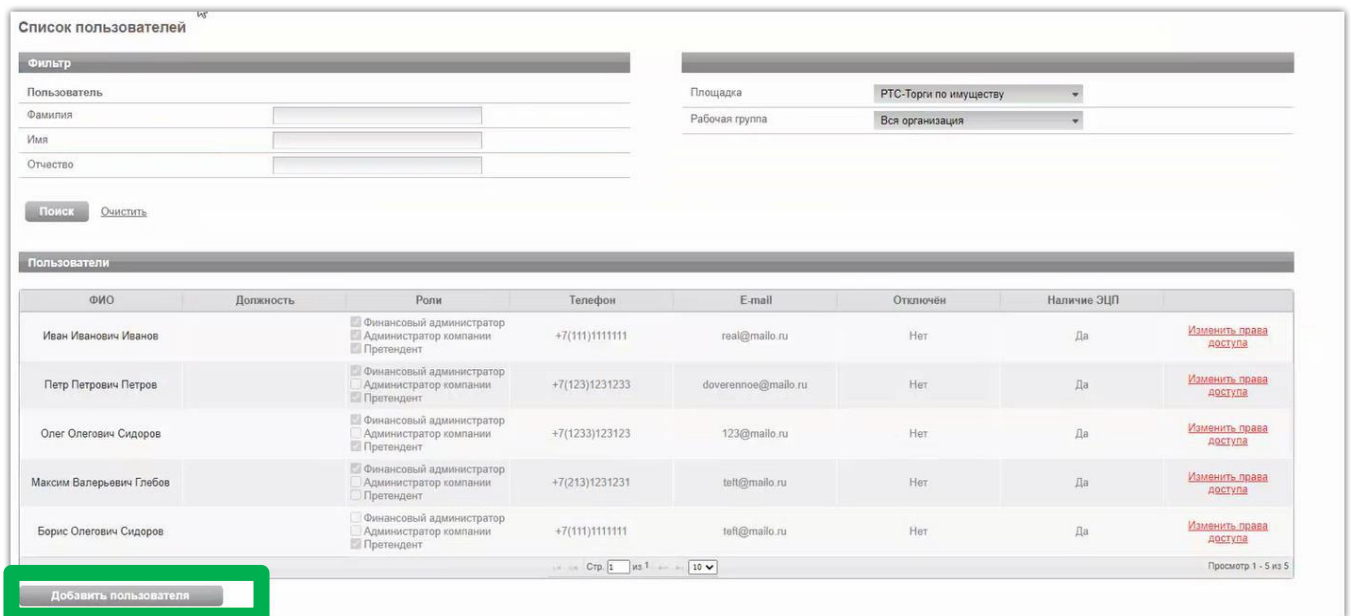 Список пользователей
Фильтр
Пользователь
Фамилия
Имя
Отчество
Площадка РТС-Торги по имуществу
Рабочая группа Вся организация
Поиск Очистить
Пользователи
ФИО Должность Роли Телефон E-mail Отключён Наличие ЭЦП
Финансовый администратор
Иван Иванович Иванов Администратор компании +7(111)1111111 real@mailo.ru Нет Да Изменить права доступа
Претендент
Финансовый администратор
Петр Петрович Петров Администратор компании +7(123)1231233 doverennoe@mailo.ru Нет Да Изменить права доступа
Претендент
Финансовый администратор
Олег Олегович Сидоров Администратор компании +7(1233)123123 123@mailo.ru Нет Да Изменить права доступа
Претендент
Финансовый администратор
Максим Валерьевич Глебов Администратор компании +7(213)1231231 teft@mailo.ru Нет Да Изменить права доступа
Претендент
Финансовый администратор
Борис Олегович Сидоров Администратор компании +7(111)1111111 teft@mailo.ru Нет Да Изменить права доступа
Претендент
Стр. 1 из 1 10 Просмотр 1 - 5 из 5
Добавить пользователя